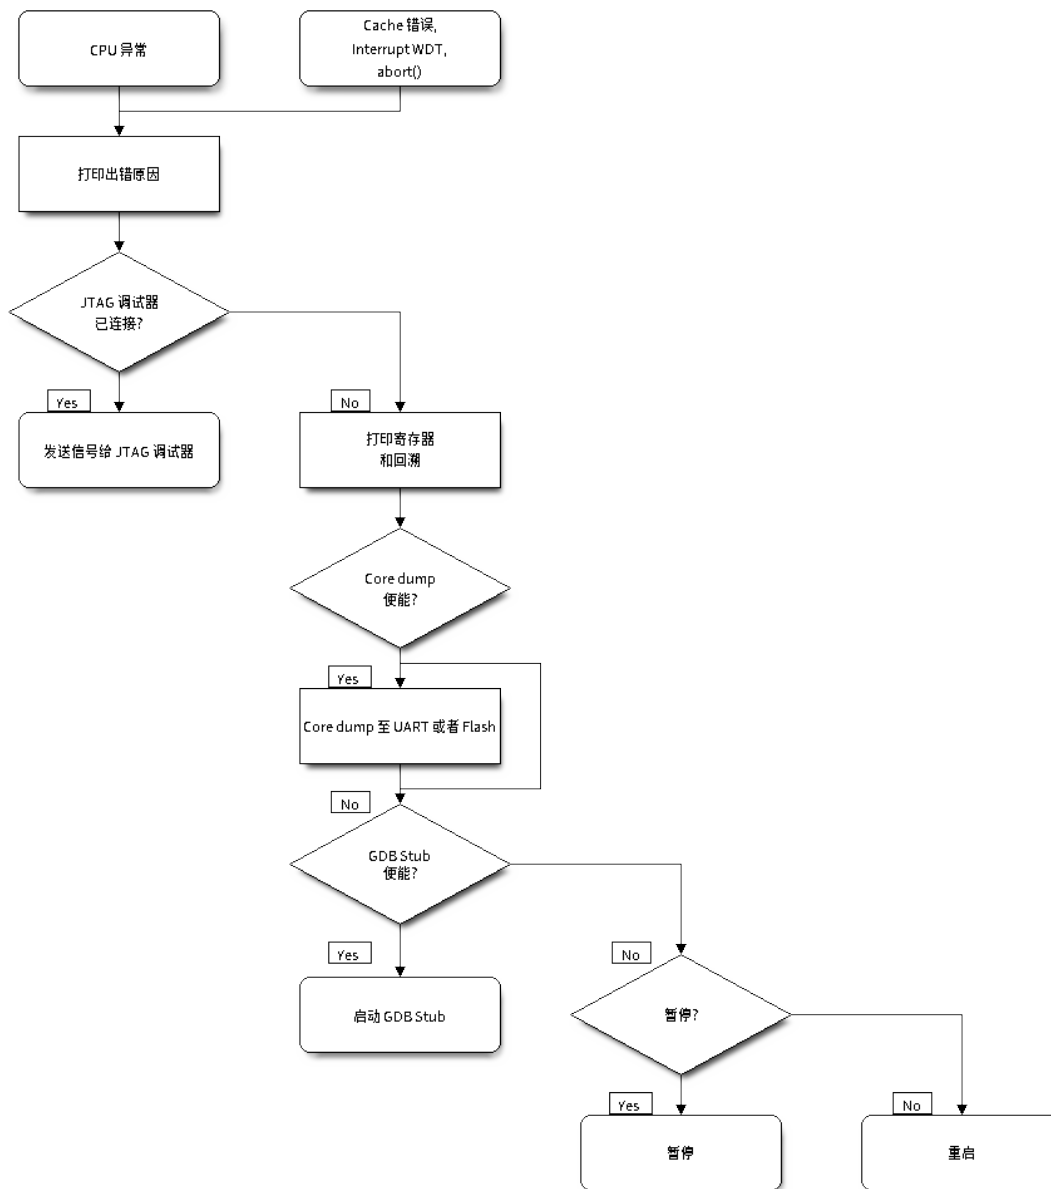 CPU 异常
Cache 错误,
Interrupt WDT,
abort()
打印出错原因
JTAG 调试器
已连接?
Yes
No
发送信号给 JTAG 调试器
打印寄存器
和回溯
Core dump
便能?
Yes
Core dump 至 UART 或者 Flash
No
GDB Stub
便能?
Yes
No
启动 GDB Stub
暂停?
Yes
No
暂停
重启